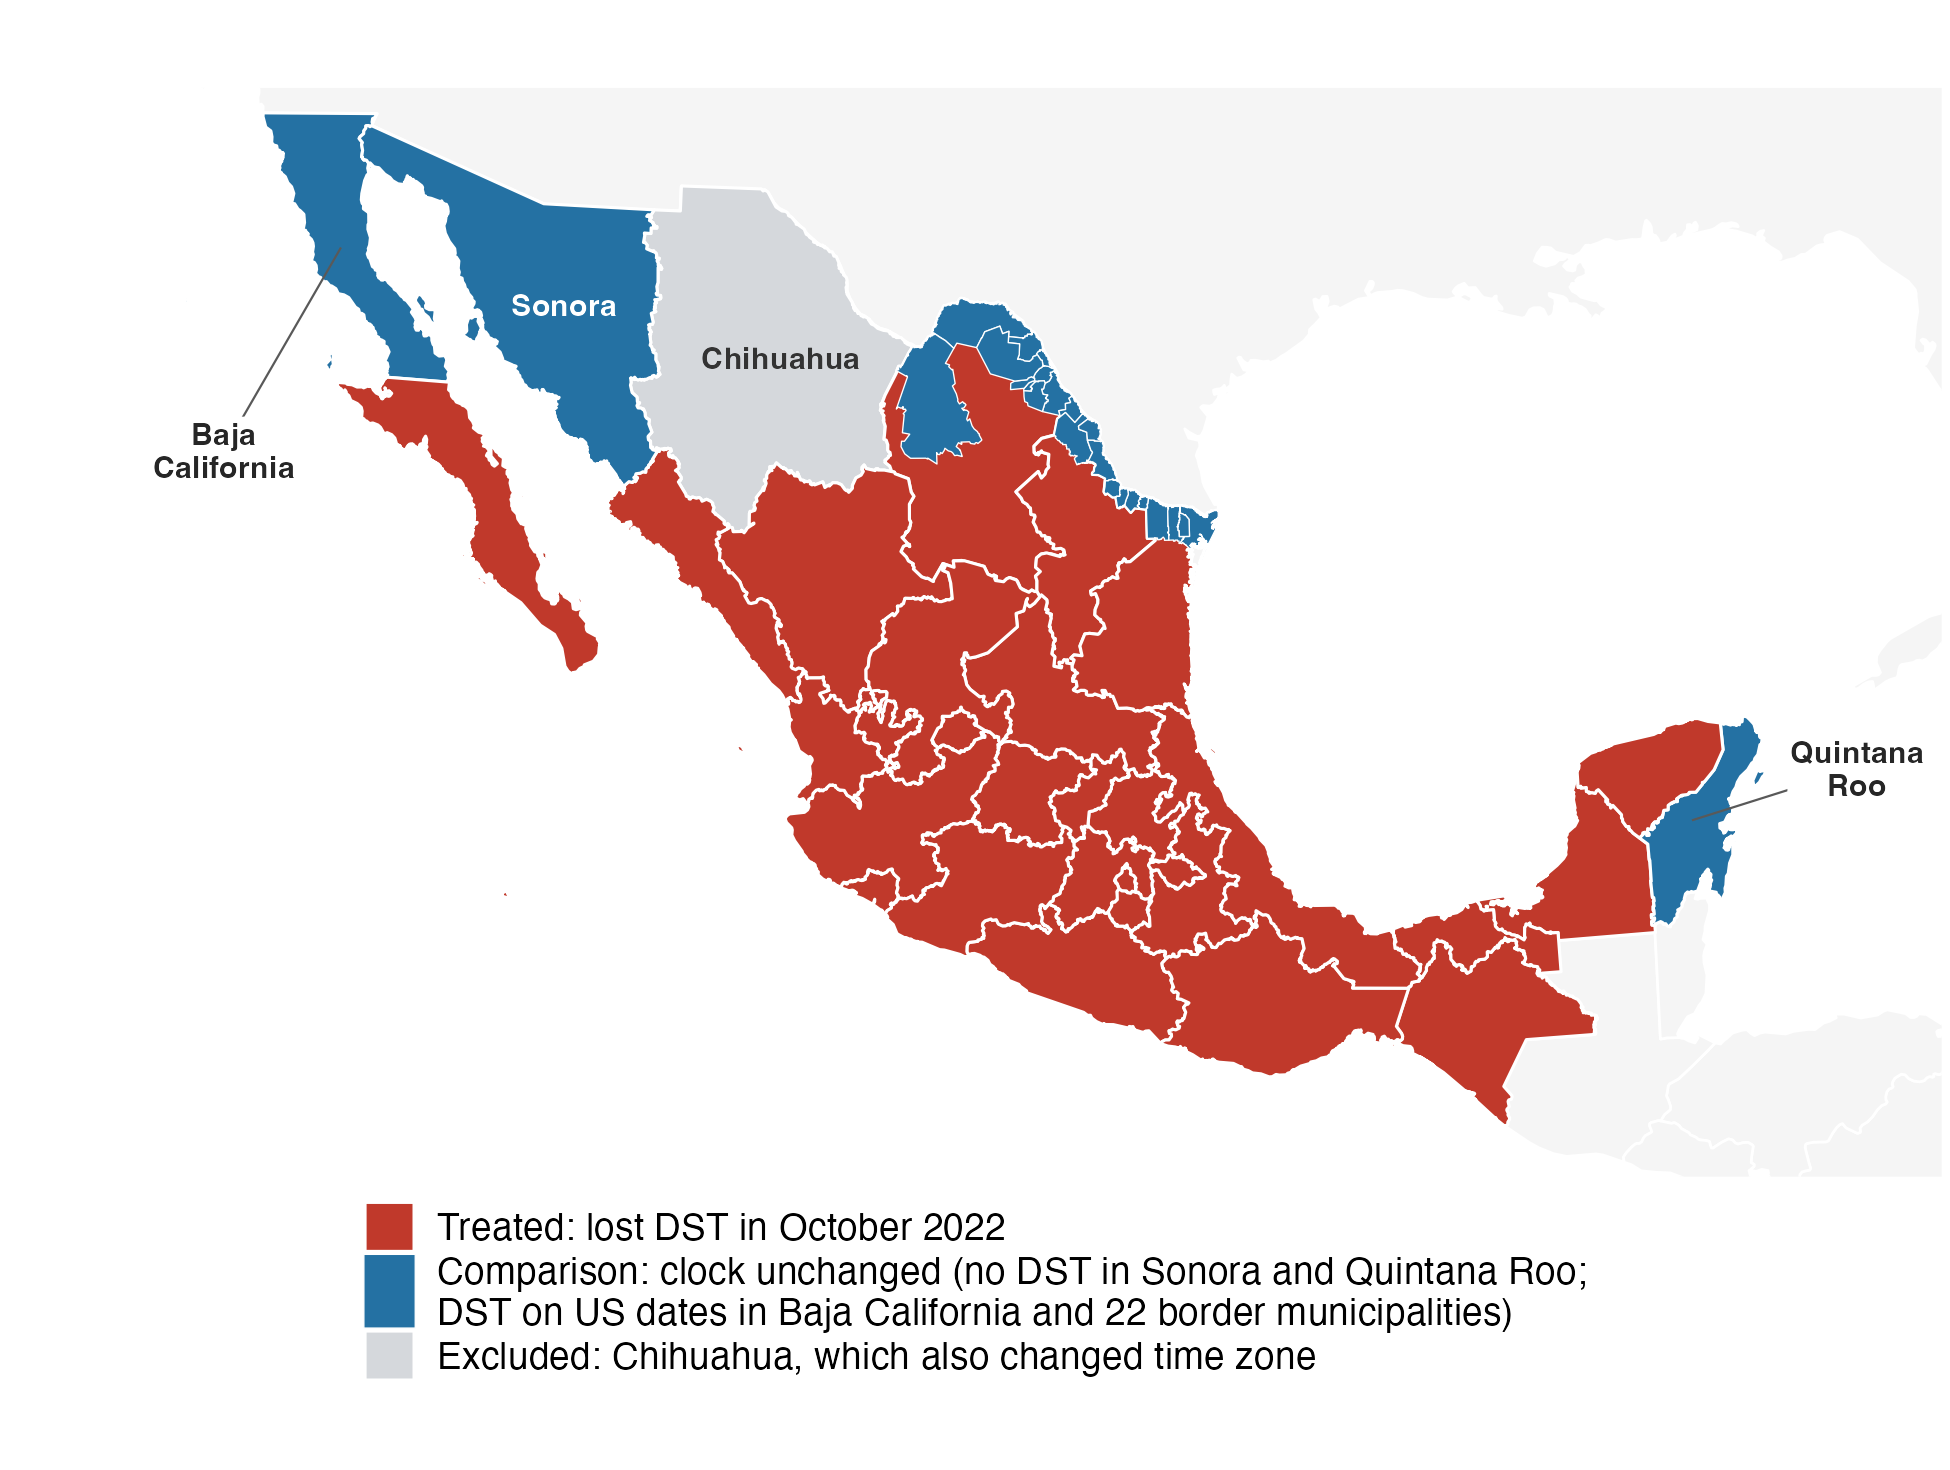 Sonora
Chihuahua
Baja
California
Quintana
Roo
Treated: lost DST in October 2022
Comparison: clock unchanged (no DST in Sonora and Quintana Roo;
DST on US dates in Baja California and 22 border municipalities)
Excluded: Chihuahua, which also changed time zone